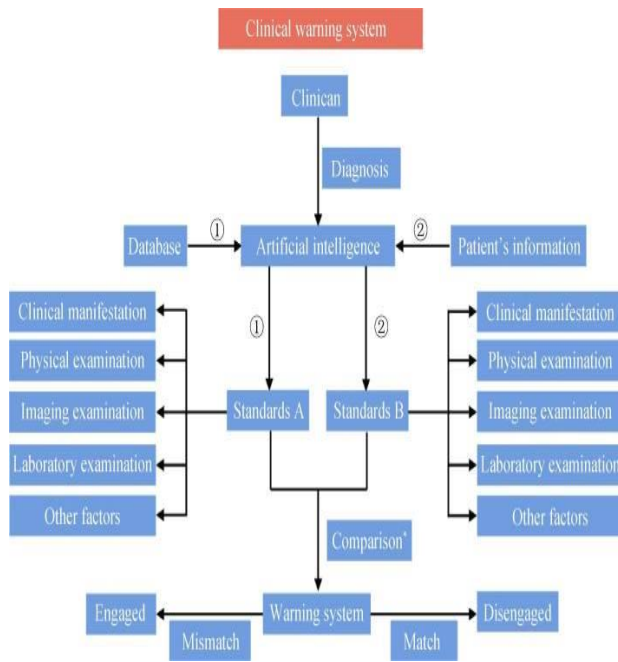 Clinical warning system
Clinican
Diagnosis
① ②
Database Artificial intelligence Patient's information
Clinical manifestation Clinical manifestation
① ②
Physical examination Physical examination
Imaging examination Standards A Standards B Imaging examination
Laboratory examination Laboratory examination
Other factors Other factors
Comparison*
Engaged Warning system Disengaged
Mismatch Match